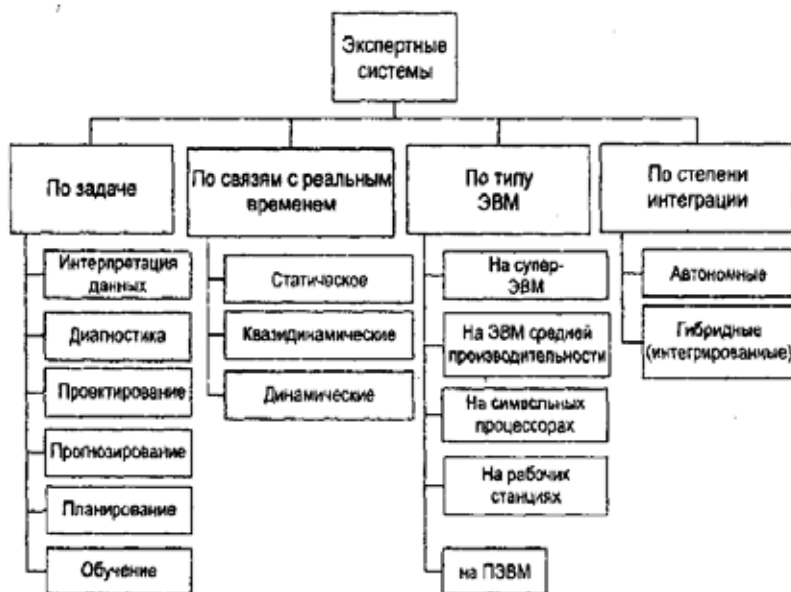 Экспертные
системы
По задаче
По связям с реальным
временем
По типу
ЭВМ
По степени
интеграции
Интерпретация
данных
Диагностика
Проектирование
Прогнозирование
Планирование
Обучение
Статическое
Квазидинамические
Динамические
На супер-
ЭВМ
На ЭВМ средней
производительности
На символьных
процессорах
На рабочих
станциях
на ПЭВМ
Автономные
Гибридные
(интегрированные)